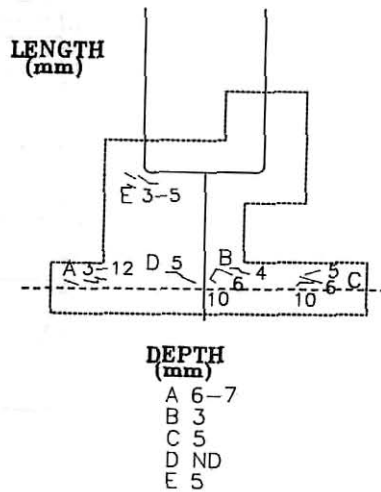 LENGTH
(mm)
E 3-5
A 3-12
D 5
B
4
6
10
5
6
10
C
DEPTH
(mm)
A 6-7
B 3
C 5
D ND
E 5